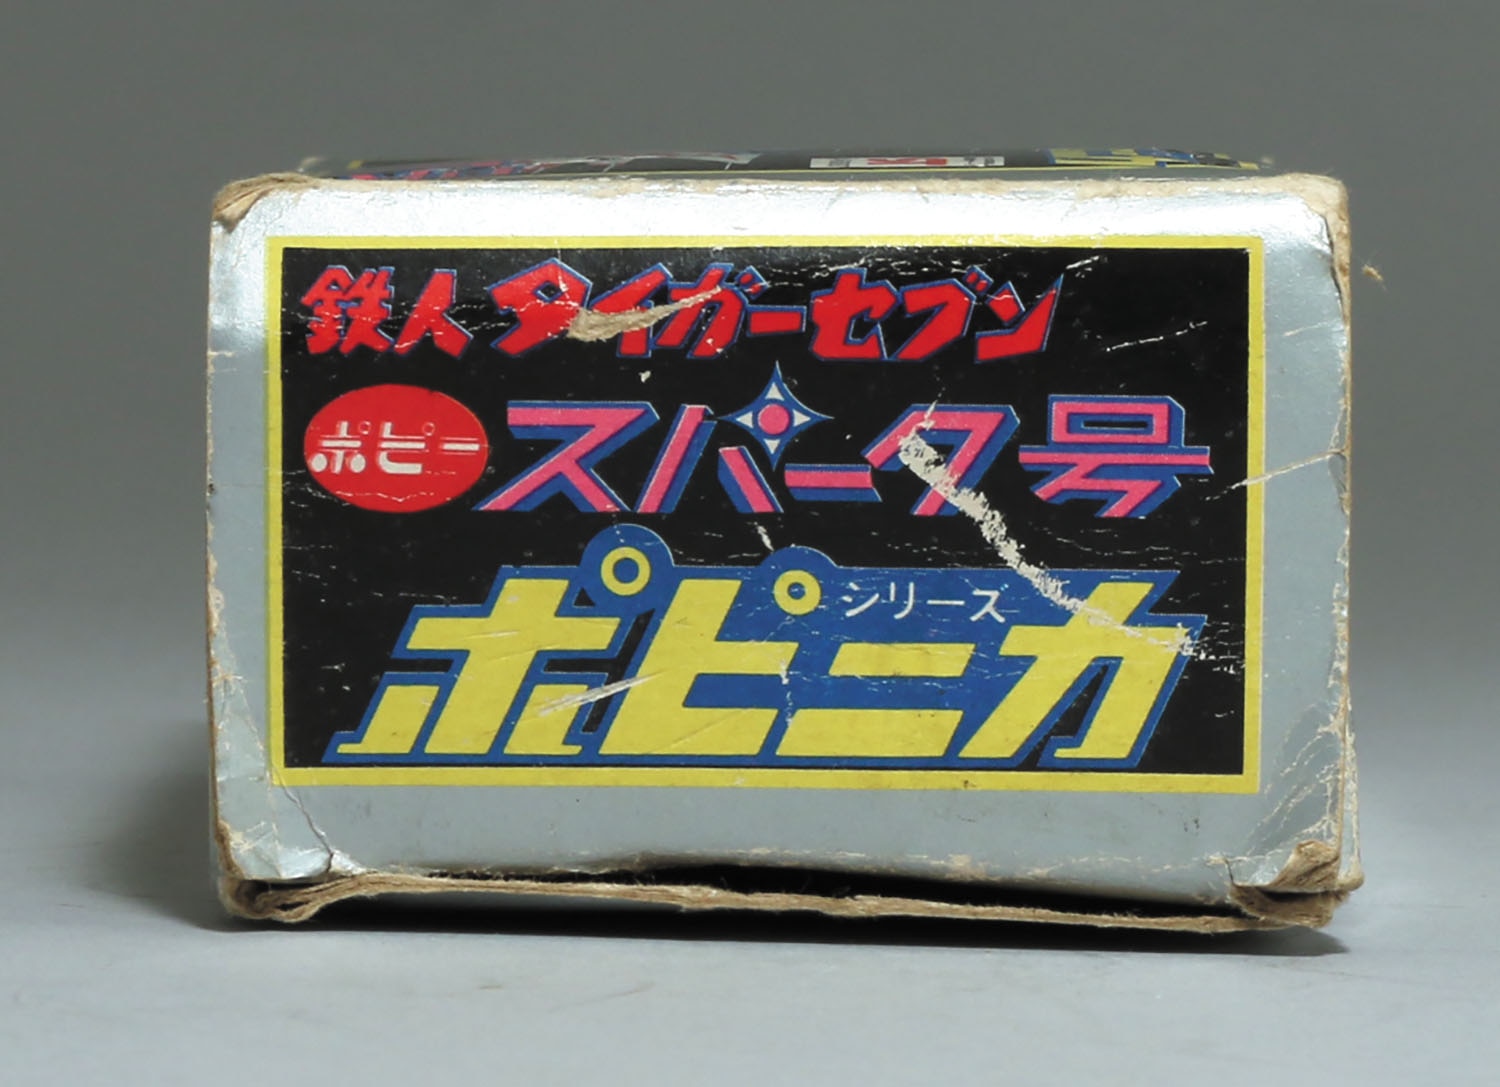 鉄人タイガーセブン
ポピー
スパータ号
シリーズ
ポピニカ